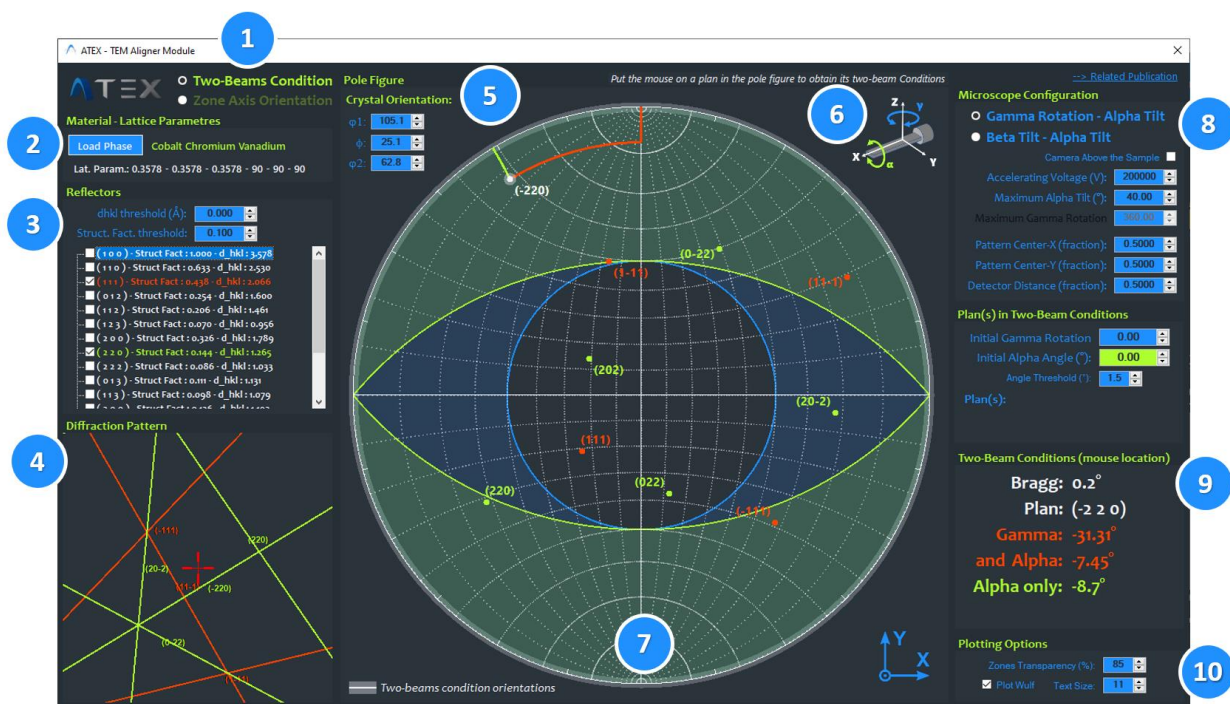 1
ATEX - TEM Aligner Module
ATEX
Two-Beams Condition
Zone Axis Orientation
2
Material - Lattice Parametres
Load Phase
Cobalt Chromium Vanadium
Lat. Param.: 0.3578 - 0.3578 - 0.3578 - 90 - 90 - 90
3
Reflectors
dhkl threshold (Å): 0.000
Struct. Fact. threshold: 0.100
( 1 0 0 ) - Struct Fact : 1.000 - d_hkl : 3.578
( 1 1 0 ) - Struct Fact : 0.633 - d_hkl : 2.530
( 1 1 1 ) - Struct Fact : 0.438 - d_hkl : 2.066
( 0 1 2 ) - Struct Fact : 0.254 - d_hkl : 1.600
( 1 1 2 ) - Struct Fact : 0.206 - d_hkl : 1.461
( 1 2 3 ) - Struct Fact : 0.070 - d_hkl : 0.956
( 2 0 0 ) - Struct Fact : 0.326 - d_hkl : 1.789
( 2 2 0 ) - Struct Fact : 0.144 - d_hkl : 1.265
( 2 2 2 ) - Struct Fact : 0.086 - d_hkl : 1.033
( 0 1 3 ) - Struct Fact : 0.111 - d_hkl : 1.131
( 1 1 3 ) - Struct Fact : 0.098 - d_hkl : 1.079
4
Diffraction Pattern
(-111)
(220)
(20-2)
(-220)
(0-22)
5
Pole Figure
Crystal Orientation:
φ1: 105.1
ϕ: 25.1
φ2: 62.8
Put the mouse on a plan in the pole figure to obtain its two-beam Conditions
6
Z
γ
X
α
Y
(-220)
(0-22)
(1-11)
(11-1)
(202)
(20-2)
(111)
(220)
(022)
(-111)
7
Y
X
Two-beams condition orientations
--> Related Publication
8
Microscope Configuration
Gamma Rotation - Alpha Tilt
Beta Tilt - Alpha Tilt
Camera Above the Sample
Accelerating Voltage (V): 200000
Maximum Alpha Tilt (°): 40.00
Maximum Gamma Rotation 360.00
Pattern Center-X (fraction): 0.5000
Pattern Center-Y (fraction): 0.5000
Detector Distance (fraction): 0.5000
Plan(s) in Two-Beam Conditions
Initial Gamma Rotation 0.00
Initial Alpha Angle (°): 0.00
Angle Threshold (°): 1.5
Plan(s):
9
Two-Beam Conditions (mouse location)
Bragg: 0.2°
Plan: (-2 2 0)
Gamma: -31.31°
and Alpha: -7.45°
Alpha only: -8.7°
10
Plotting Options
Zones Transparency (%): 85
Plot Wulf
Text Size: 11